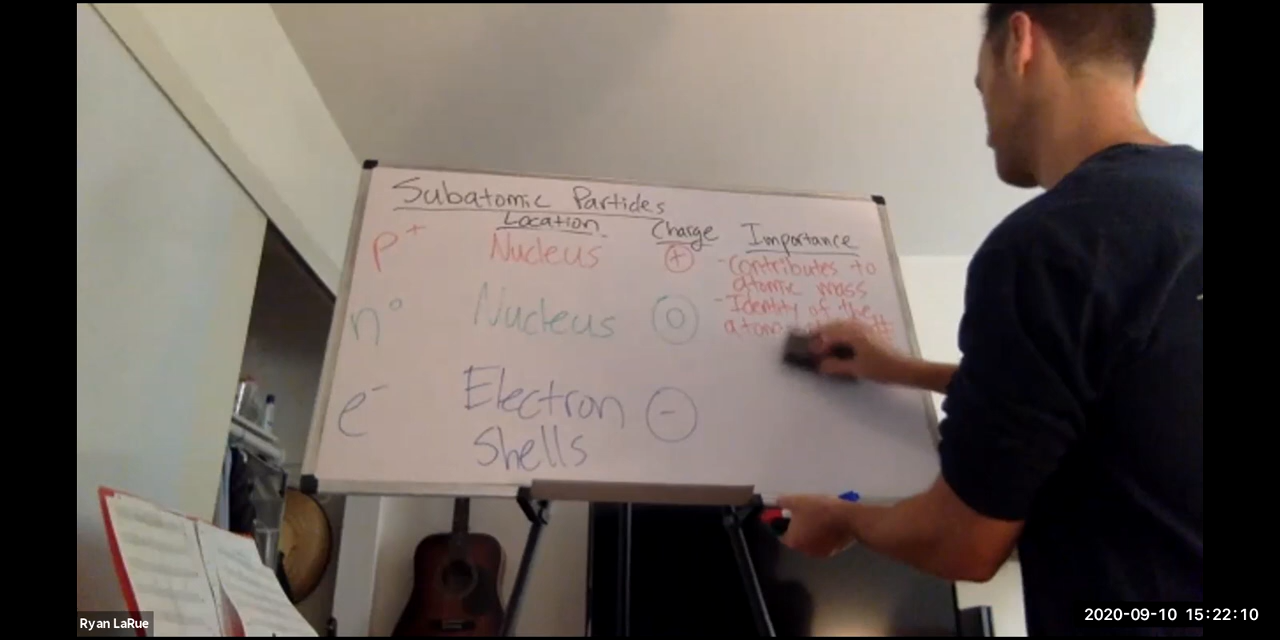 Subatomic Particles
Location Charge Importance
p+ Nucleus + - Contributes to
atomic mass
- Identity of the
atom #
n° Nucleus 0
e- Electron -
Shells
Ryan LaRue
2020-09-10 15:22:10